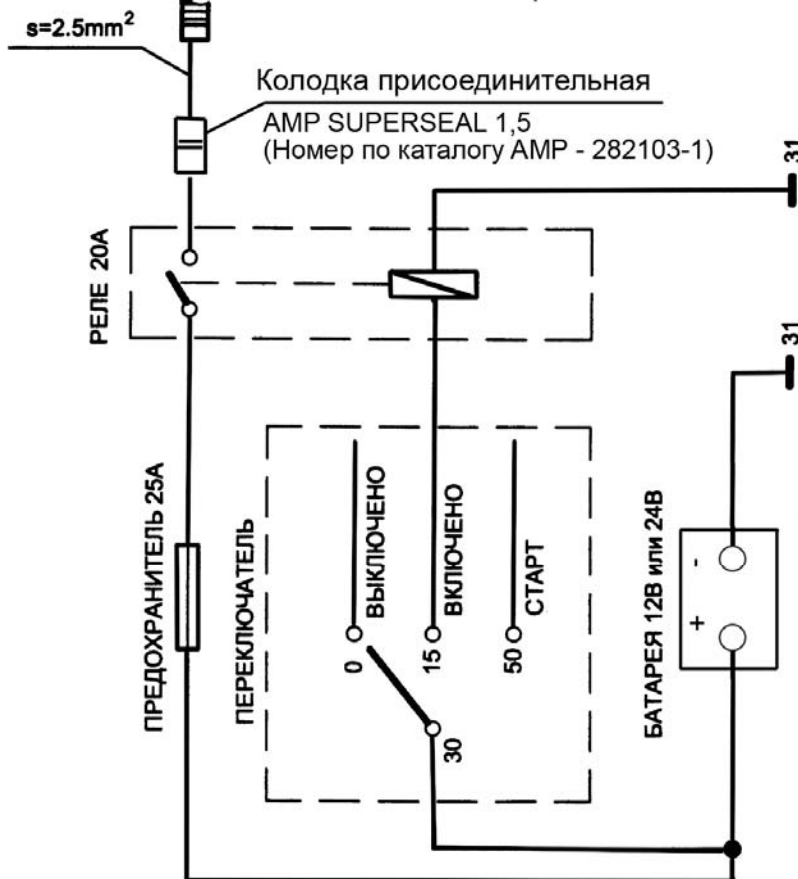 s=2.5mm²
Колодка присоединительная
AMP SUPERSEAL 1,5
(Номер по каталогу AMP - 282103-1)
31
РЕЛЕ 20А
31
ПРЕДОХРАНИТЕЛЬ 25А
ПЕРЕКЛЮЧАТЕЛЬ
ВЫКЛЮЧЕНО
ВКЛЮЧЕНО
СТАРТ
0
15
50
30
БАТАРЕЯ 12В или 24В
-
+